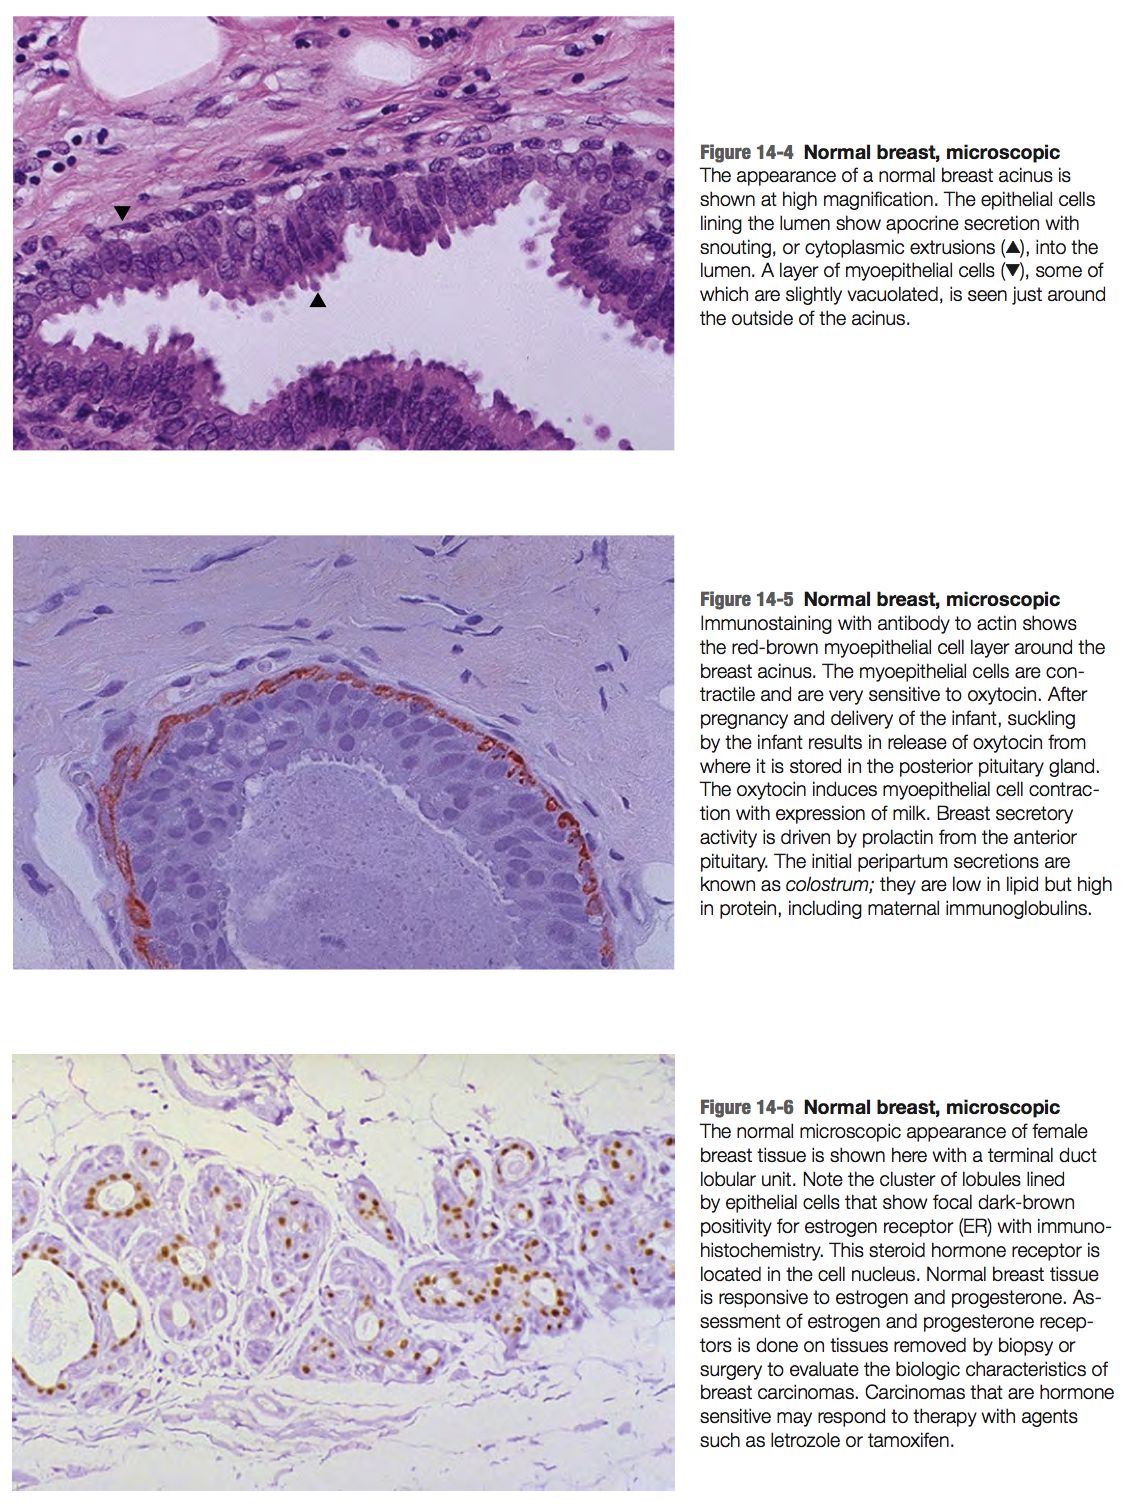 Figure 14-4 Normal breast, microscopic
The appearance of a normal breast acinus is
shown at high magnification. The epithelial cells
lining the lumen show apocrine secretion with
snouting, or cytoplasmic extrusions (▲), into the
lumen. A layer of myoepithelial cells (▼), some of
which are slightly vacuolated, is seen just around
the outside of the acinus.
Figure 14-5 Normal breast, microscopic
Immunostaining with antibody to actin shows
the red-brown myoepithelial cell layer around the
breast acinus. The myoepithelial cells are con-
tractile and are very sensitive to oxytocin. After
pregnancy and delivery of the infant, suckling
by the infant results in release of oxytocin from
where it is stored in the posterior pituitary gland.
The oxytocin induces myoepithelial cell contrac-
tion with expression of milk. Breast secretory
activity is driven by prolactin from the anterior
pituitary. The initial peripartum secretions are
known as colostrum; they are low in lipid but high
in protein, including maternal immunoglobulins.
Figure 14-6 Normal breast, microscopic
The normal microscopic appearance of female
breast tissue is shown here with a terminal duct
lobular unit. Note the cluster of lobules lined
by epithelial cells that show focal dark-brown
positivity for estrogen receptor (ER) with immuno-
histochemistry. This steroid hormone receptor is
located in the cell nucleus. Normal breast tissue
is responsive to estrogen and progesterone. As-
sessment of estrogen and progesterone recep-
tors is done on tissues removed by biopsy or
surgery to evaluate the biologic characteristics of
breast carcinomas. Carcinomas that are hormone
sensitive may respond to therapy with agents
such as letrozole or tamoxifen.